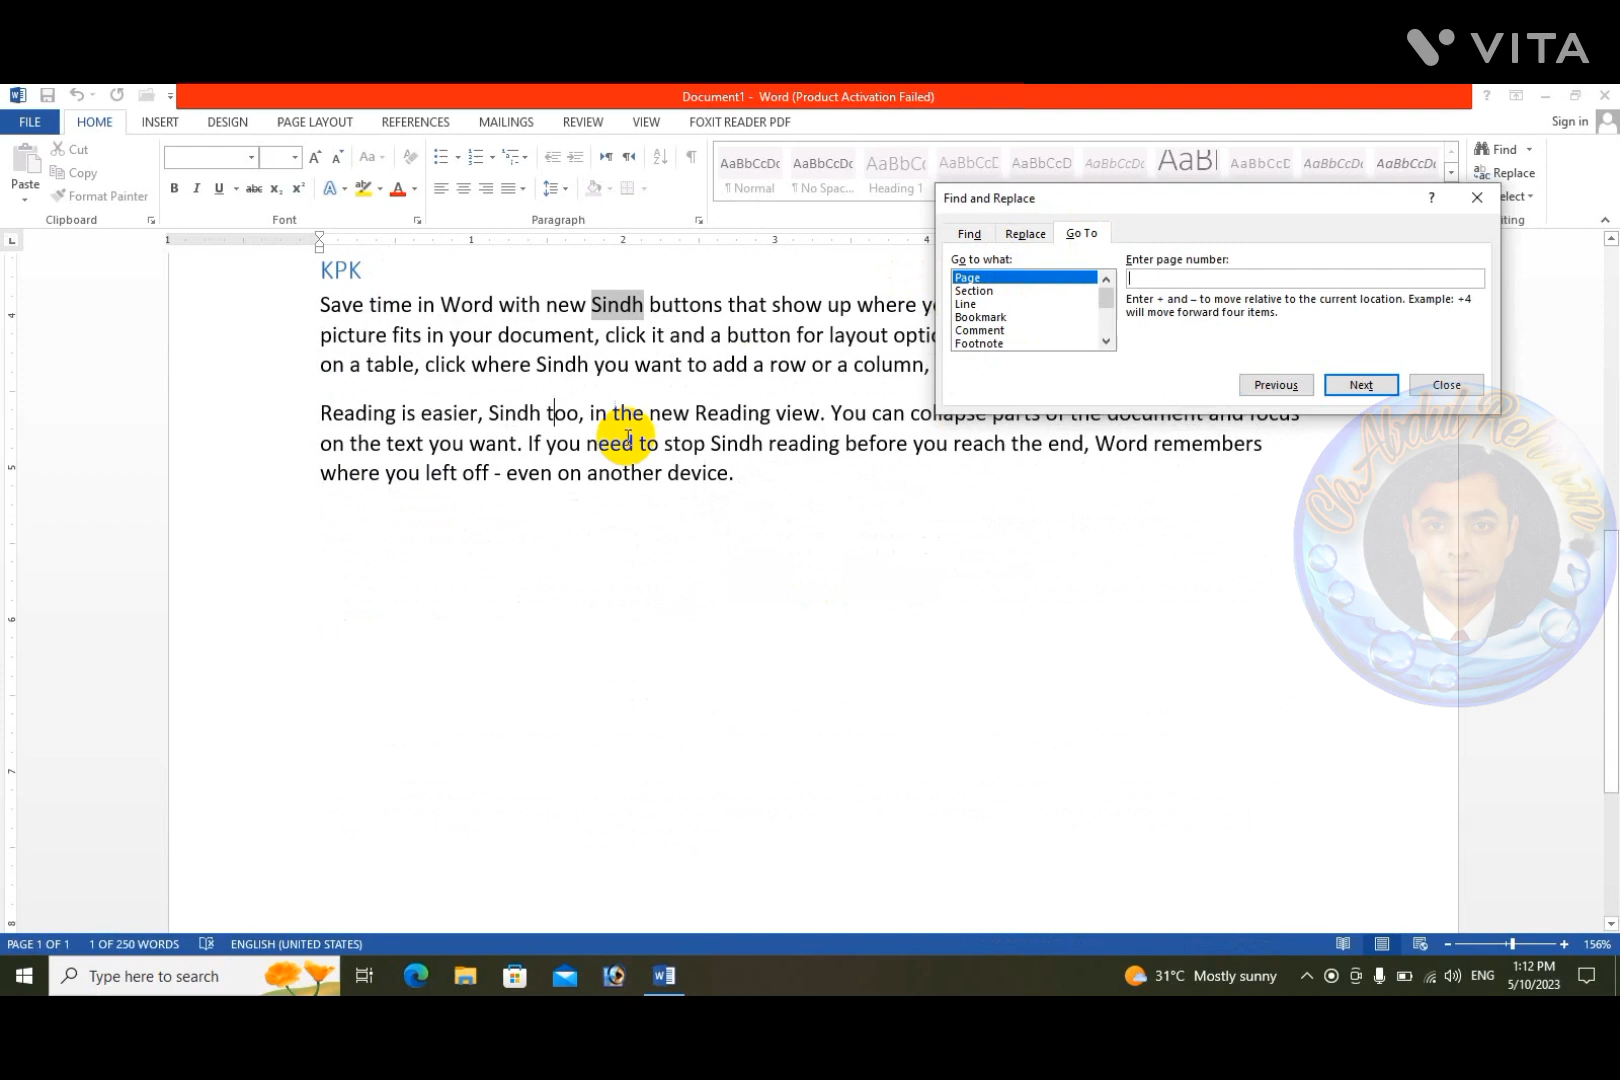 VITA
Document1 - Word (Product Activation Failed)
FILE HOME INSERT DESIGN PAGE LAYOUT REFERENCES MAILINGS REVIEW VIEW FOXIT READER PDF Sign in
Paste
Cut
Copy
Format Painter
Clipboard
Font
Paragraph
AaBbCcDc AaBbCcDc AaBbCc AaBbCcD AaBbCcDc AaBbCcDc AaB AaBbCcD AaBbCcDc AaBbCcDc
¶ Normal ¶ No Spac... Heading 1
Find
Replace
Select
iting
Find and Replace
Find Replace Go To
Go to what:
Page
Section
Line
Bookmark
Comment
Footnote
Enter page number:
Enter + and – to move relative to the current location. Example: +4
will move forward four items.
Previous Next Close
KPK
Save time in Word with new Sindh buttons that show up where
picture fits in your document, click it and a button for layout
on a table, click where Sindh you want to add a row or a column,
Reading is easier, Sindh too, in the new Reading view. You can collapse parts of the document and focus
on the text you want. If you need to stop Sindh reading before you reach the end, Word remembers
where you left off - even on another device.
Ch Abdul Rehman
PAGE 1 OF 1 1 OF 250 WORDS ENGLISH (UNITED STATES) 156%
Type here to search
31°C Mostly sunny
ENG
1:12 PM
5/10/2023